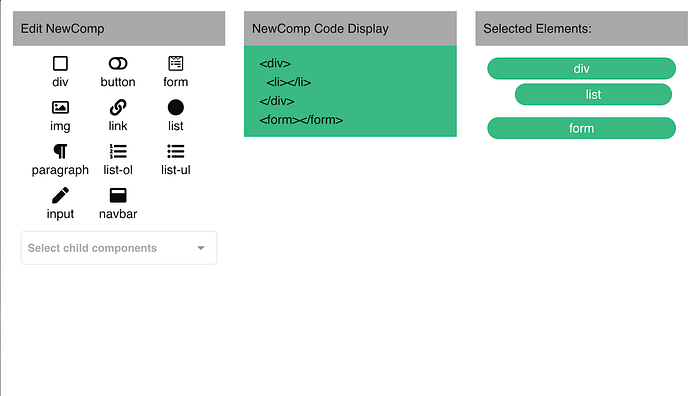 Edit NewComp
div button form
img link list
paragraph list-ol list-ul
input navbar
Select child components
NewComp Code Display
<div>
<li></li>
</div>
<form></form>
Selected Elements:
div
list
form